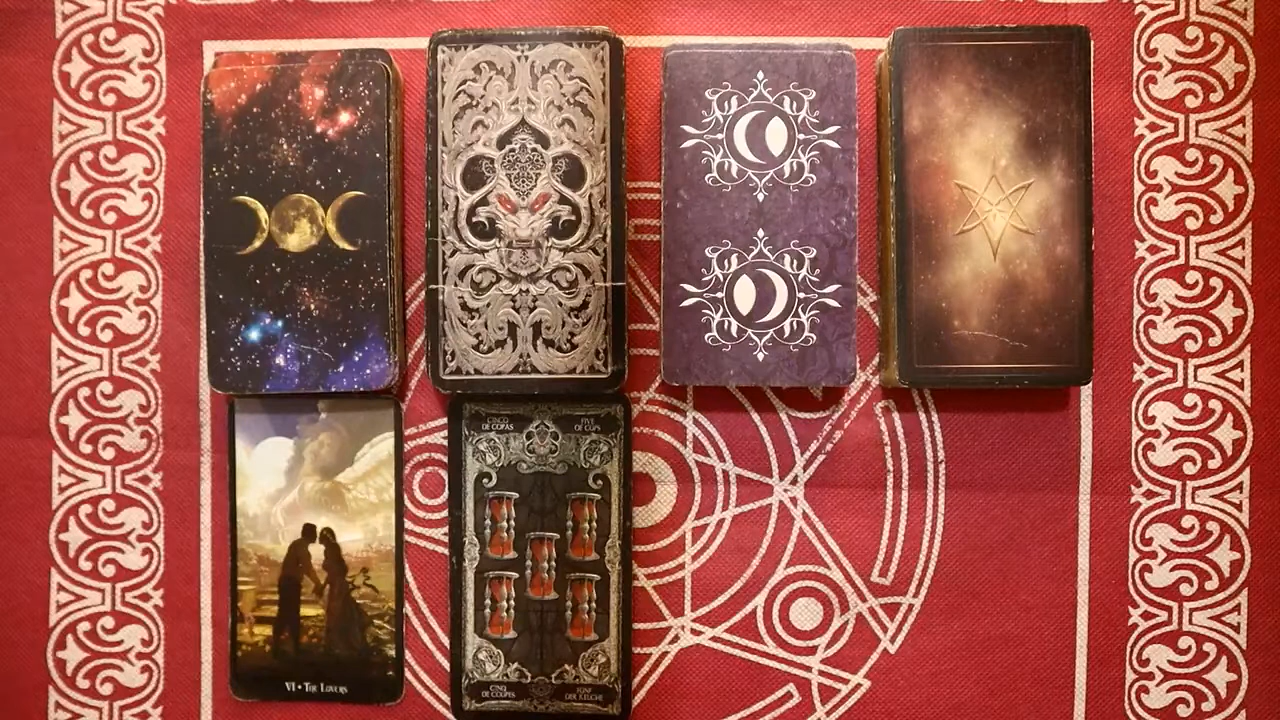 CINCO
DE COPAS
FIVE
OF CUPS
VI • THE LOVERS
CINQ
DE COUPES
FÜNF
DER KELCHE